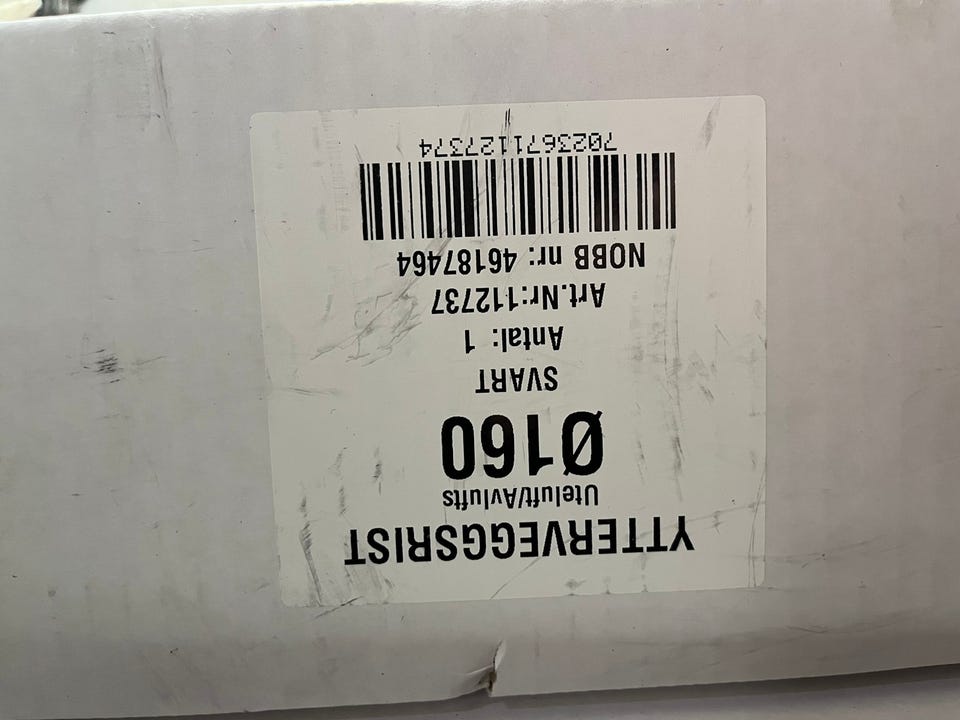 YTTERVEGGSRIST
Uteluft/Avlufts
Ø160
SVART
Antal: 1
Art.Nr:112737
NOBB nr: 46187464
7023671127374